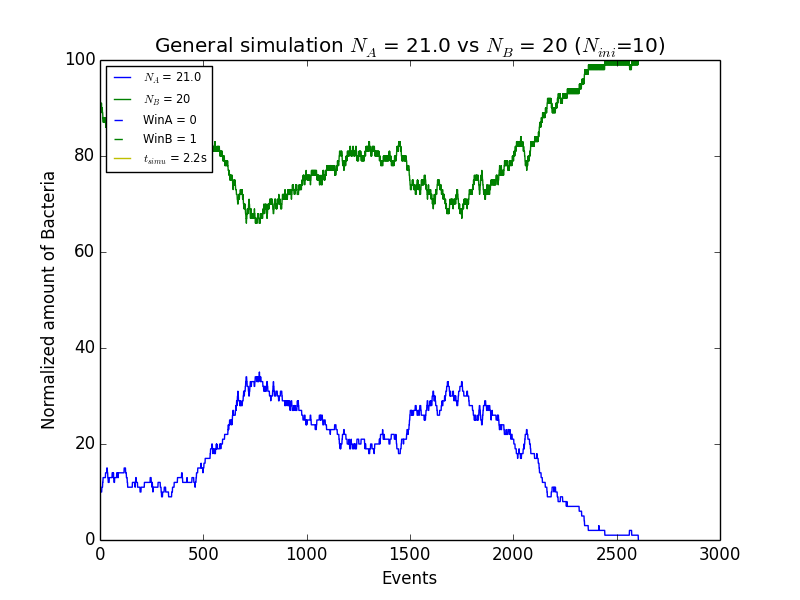 General simulation N_A = 21.0 vs N_B = 20 (N_ini=10)
100
80
60
40
20
0
Normalized amount of Bacteria
N_A = 21.0
N_B = 20
WinA = 0
WinB = 1
t_simu = 2.2s
0 500 1000 1500 2000 2500 3000
Events